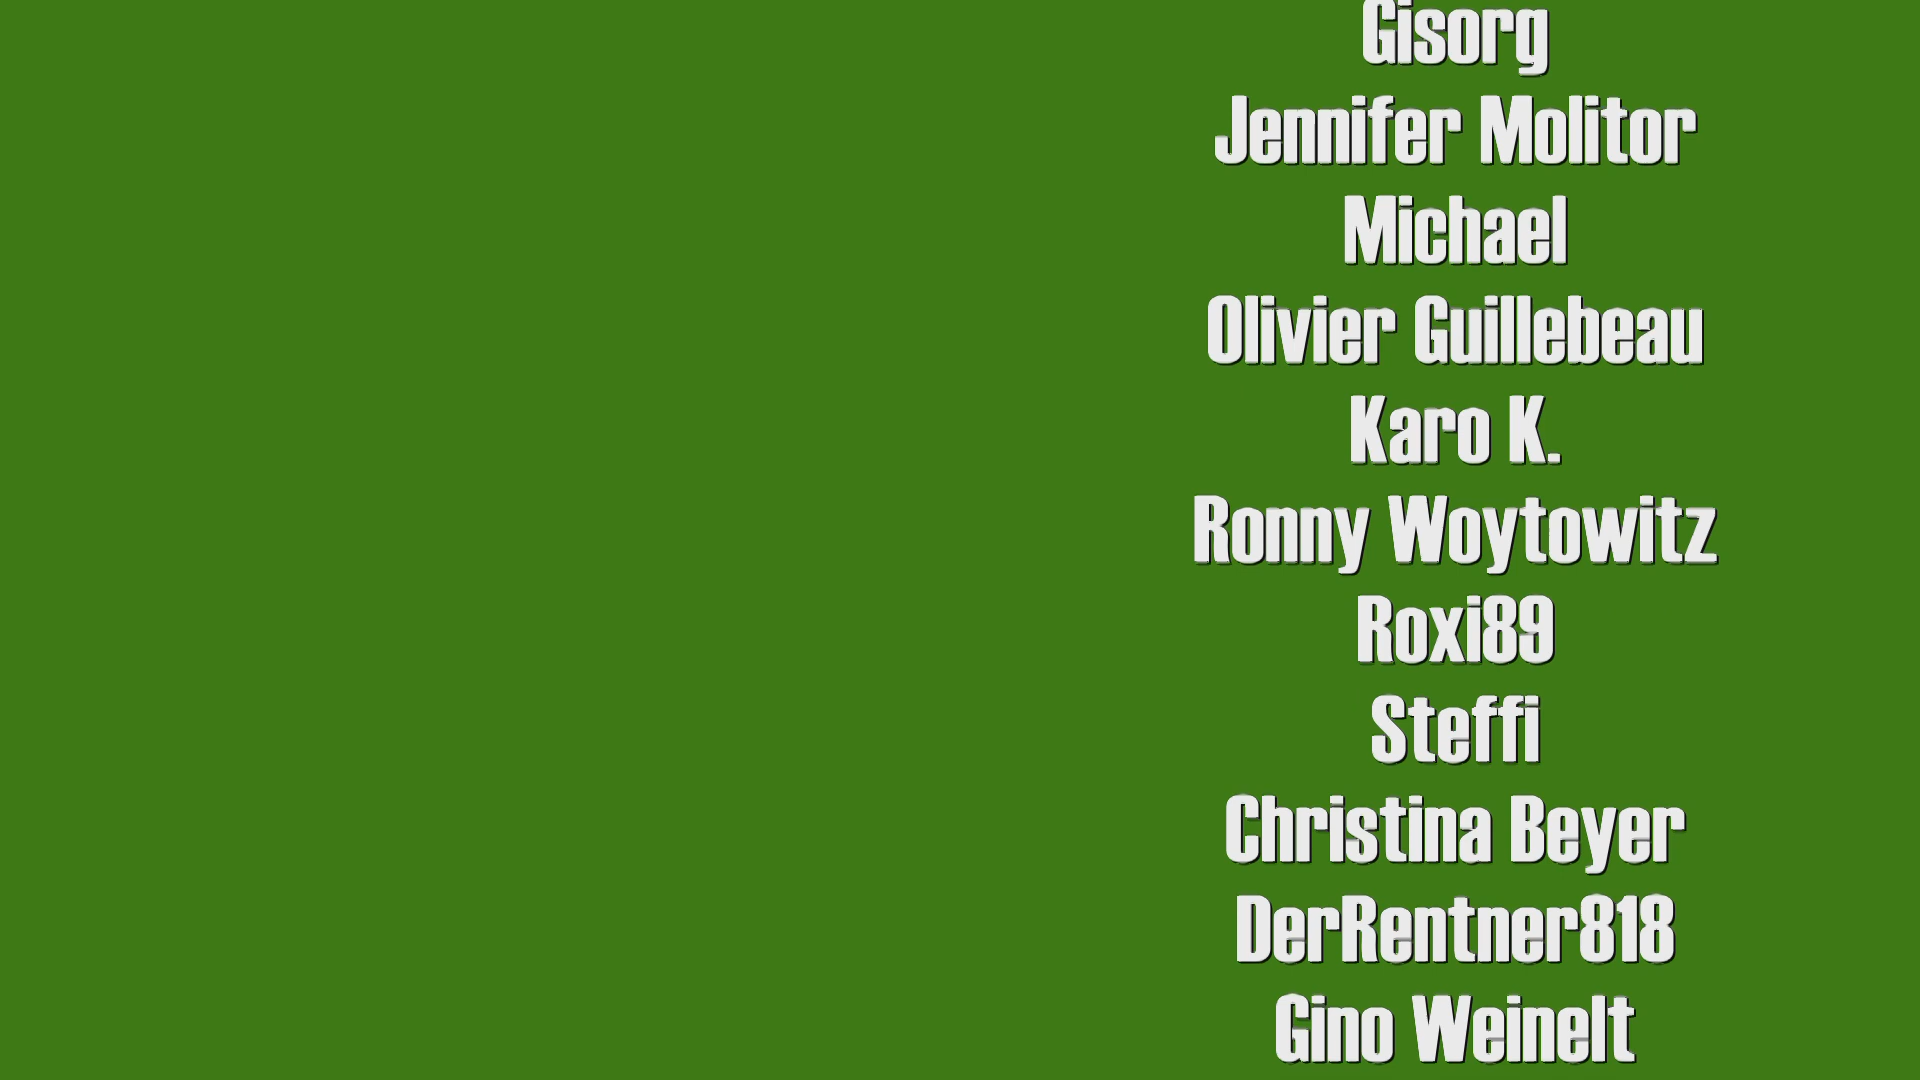 Gisorg
Jennifer Molitor
Michael
Olivier Guillebeau
Karo K.
Ronny Woytowitz
Roxi89
Steffi
Christina Beyer
DerRentner818
Gino Weinelt